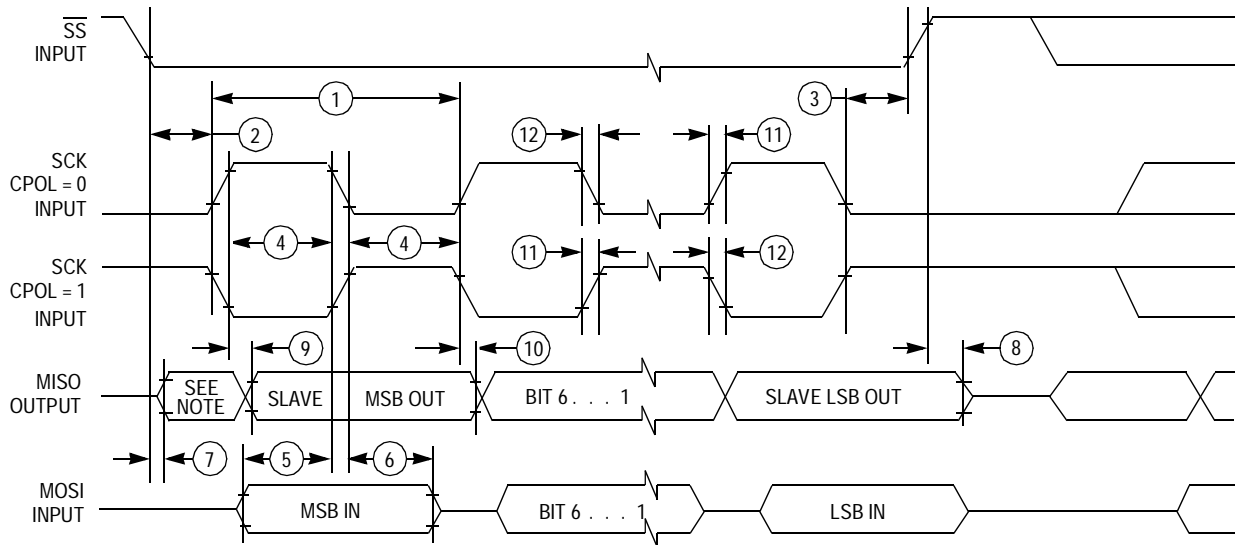 SS
INPUT
1
3
2
12
11
SCK
CPOL = 0
INPUT
4
4
SCK
CPOL = 1
INPUT
11
12
9
10
8
MISO
OUTPUT
SEE
NOTE
SLAVE
MSB OUT
BIT 6 . . . 1
SLAVE LSB OUT
7
5
6
MOSI
INPUT
MSB IN
BIT 6 . . . 1
LSB IN